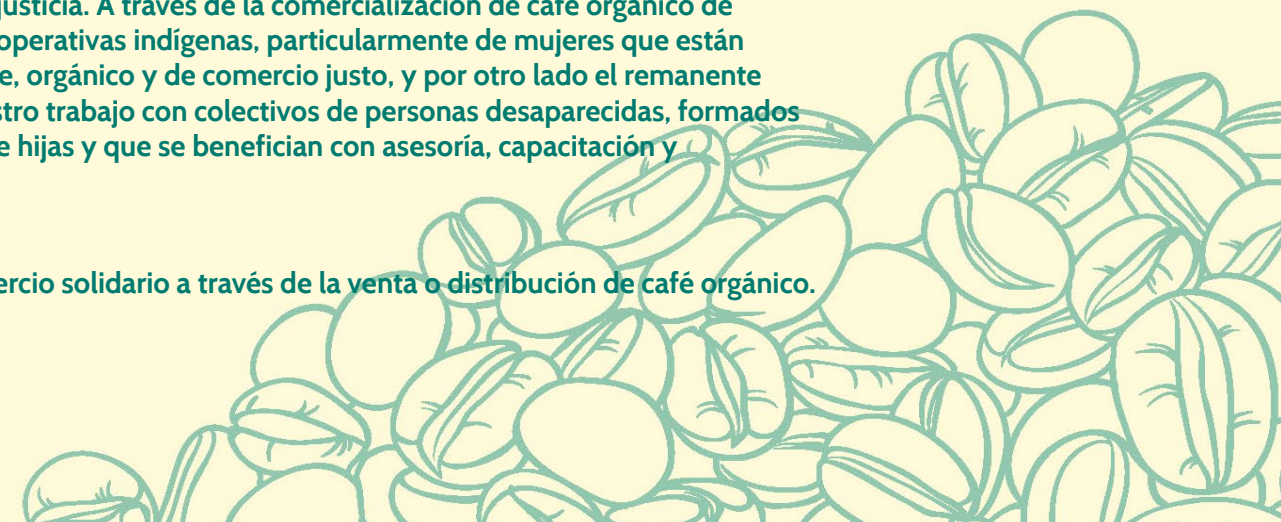 justicia. A través de la comercialización de café orgánico de
operativas indígenas, particularmente de mujeres que están
e, orgánico y de comercio justo, y por otro lado el remanente
stro trabajo con colectivos de personas desaparecidas, formados
e hijas y que se benefician con asesoría, capacitación y
ercio solidario a través de la venta o distribución de café orgánico.